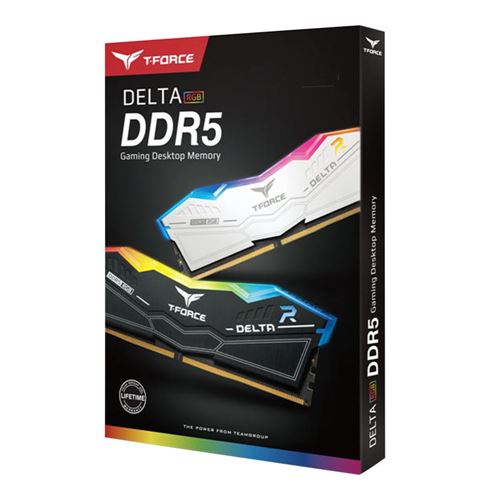 T-FORCE
DELTA RGB
DDR5
Gaming Desktop Memory
T-FORCE
DELTA R
T-FORCE
DELTA R
LIFETIME
WARRANTY
THE POWER FROM TEAMGROUP
T-FORCE
DELTA RGB DDR5 Gaming Desktop Memory